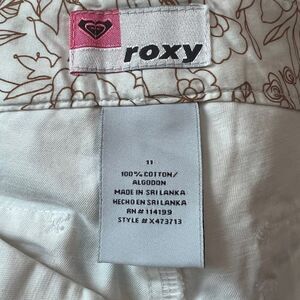 roxy
11
100% COTTON/
ALGODON
MADE IN SRI LANKA
HECHO EN SRI LANKA
RN # 114199
STYLE # X473713